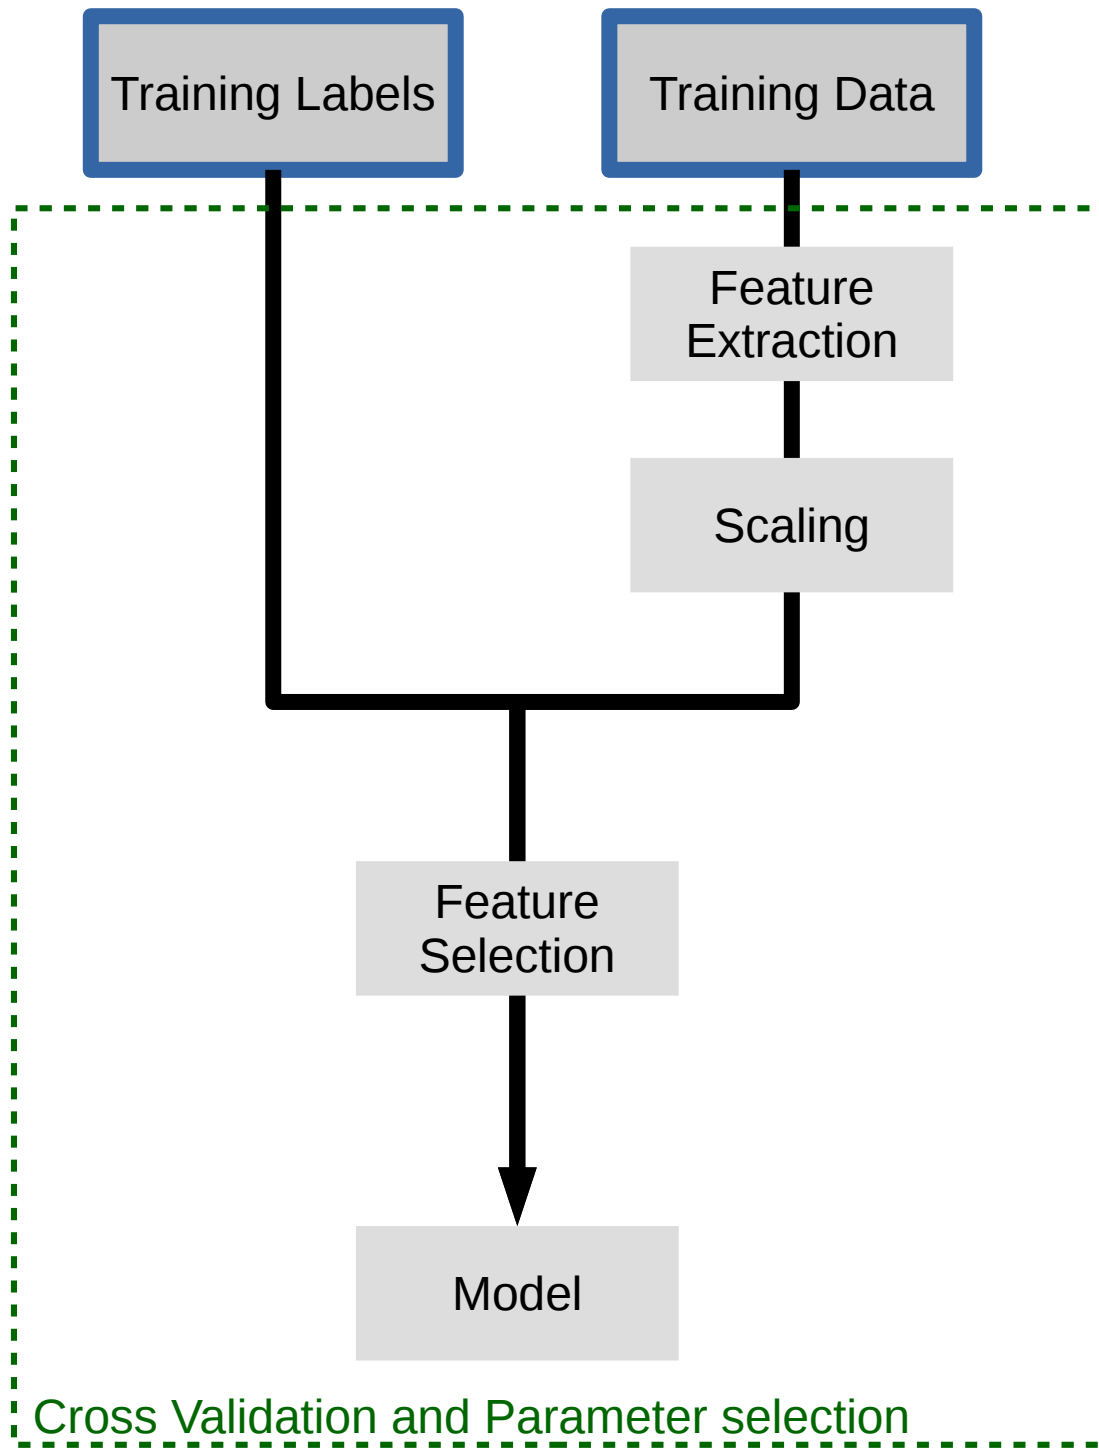 Training Labels
Training Data
Feature
Extraction
Scaling
Feature
Selection
Model
Cross Validation and Parameter selection